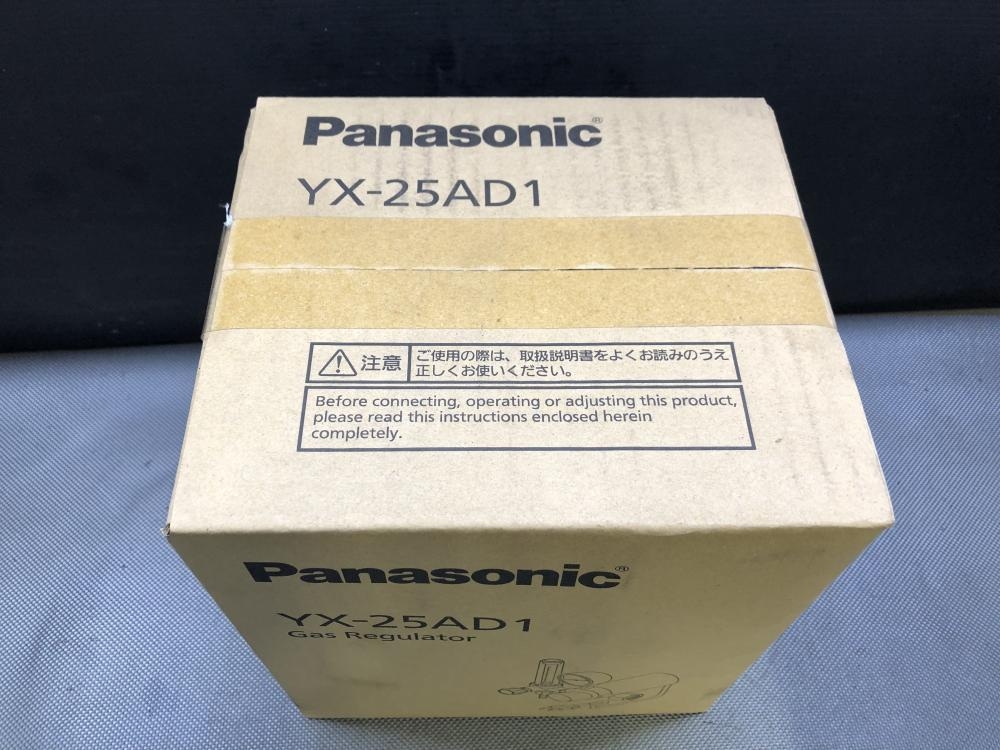 Panasonic®
YX-25AD1
注意
ご使用の際は、取扱説明書をよくお読みのうえ
正しくお使いください。
Before connecting, operating or adjusting this product,
please read this instructions enclosed herein
completely.
Panasonic®
YX-25AD1
Gas Regulator